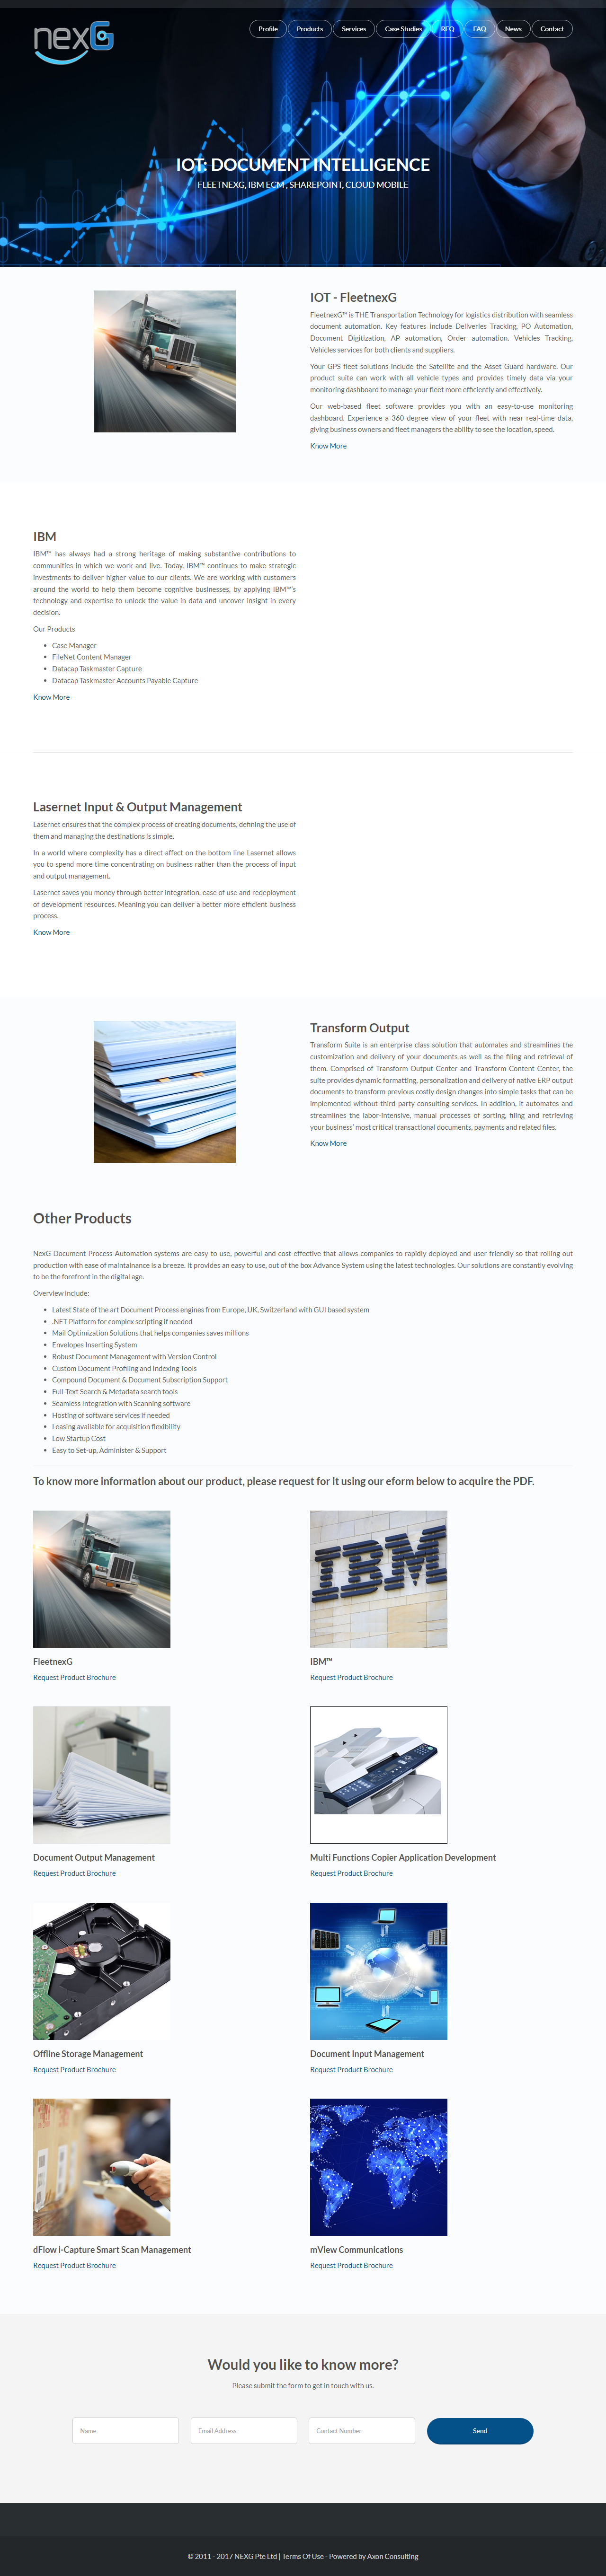 nexG
Profile
Products
Services
Case Studies
RFQ
FAQ
News
Contact
IOT: DOCUMENT INTELLIGENCE
FLEETNEXG, IBM ECM , SHAREPOINT, CLOUD MOBILE
IOT - FleetnexG
FleetnexG™ is THE Transportation Technology for logistics distribution with seamless
document automation. Key features include Deliveries Tracking, PO Automation,
Document Digitization, AP automation, Order automation, Vehicles Tracking,
Vehicles services for both clients and suppliers.
Your GPS fleet solutions include the Satellite and the Asset Guard hardware. Our
product suite can work with all vehicle types and provides timely data via your
monitoring dashboard to manage your fleet more efficiently and effectively.
Our web-based fleet software provides you with an easy-to-use monitoring
dashboard. Experience a 360 degree view of your fleet with near real-time data,
giving business owners and fleet managers the ability to see the location, speed.
Know More
IBM
IBM™ has always had a strong heritage of making substantive contributions to
communities in which we work and live. Today, IBM™ continues to make strategic
investments to deliver higher value to our clients. We are working with customers
around the world to help them become cognitive businesses, by applying IBM™'s
technology and expertise to unlock the value in data and uncover insight in every
decision.
Our Products
Case Manager
FileNet Content Manager
Datacap Taskmaster Capture
Datacap Taskmaster Accounts Payable Capture
Know More
Lasernet Input & Output Management
Lasernet ensures that the complex process of creating documents, defining the use of
them and managing the destinations is simple.
In a world where complexity has a direct affect on the bottom line Lasernet allows
you to spend more time concentrating on business rather than the process of input
and output management.
Lasernet saves you money through better integration, ease of use and redeployment
of development resources. Meaning you can deliver a better more efficient business
process.
Know More
Transform Output
Transform Suite is an enterprise class solution that automates and streamlines the
customization and delivery of your documents as well as the filing and retrieval of
them. Comprised of Transform Output Center and Transform Content Center, the
suite provides dynamic formatting, personalization and delivery of native ERP output
documents to transform previous costly design changes into simple tasks that can be
implemented without third-party consulting services. In addition, it automates and
streamlines the labor-intensive, manual processes of sorting, filing and retrieving
your business' most critical transactional documents, payments and related files.
Know More
Other Products
NexG Document Process Automation systems are easy to use, powerful and cost-effective that allows companies to rapidly deployed and user friendly so that rolling out
production with ease of maintainance is a breeze. It provides an easy to use, out of the box Advance System using the latest technologies. Our solutions are constantly evolving
to be the forefront in the digital age.
Overview include:
Latest State of the art Document Process engines from Europe, UK, Switzerland with GUI based system
.NET Platform for complex scripting if needed
Mail Optimization Solutions that helps companies saves millions
Envelopes Inserting System
Robust Document Management with Version Control
Custom Document Profiling and Indexing Tools
Compound Document & Document Subscription Support
Full-Text Search & Metadata search tools
Seamless Integration with Scanning software
Hosting of software services if needed
Leasing available for acquisition flexibility
Low Startup Cost
Easy to Set-up, Administer & Support
To know more information about our product, please request for it using our eform below to acquire the PDF.
IBM
FleetnexG
Request Product Brochure
IBM™
Request Product Brochure
Document Output Management
Request Product Brochure
Multi Functions Copier Application Development
Request Product Brochure
Offline Storage Management
Request Product Brochure
Document Input Management
Request Product Brochure
dFlow i-Capture Smart Scan Management
Request Product Brochure
mView Communications
Request Product Brochure
Would you like to know more?
Please submit the form to get in touch with us.
Name
Email Address
Contact Number
Send
© 2011 - 2017 NEXG Pte Ltd | Terms Of Use - Powered by Axon Consulting